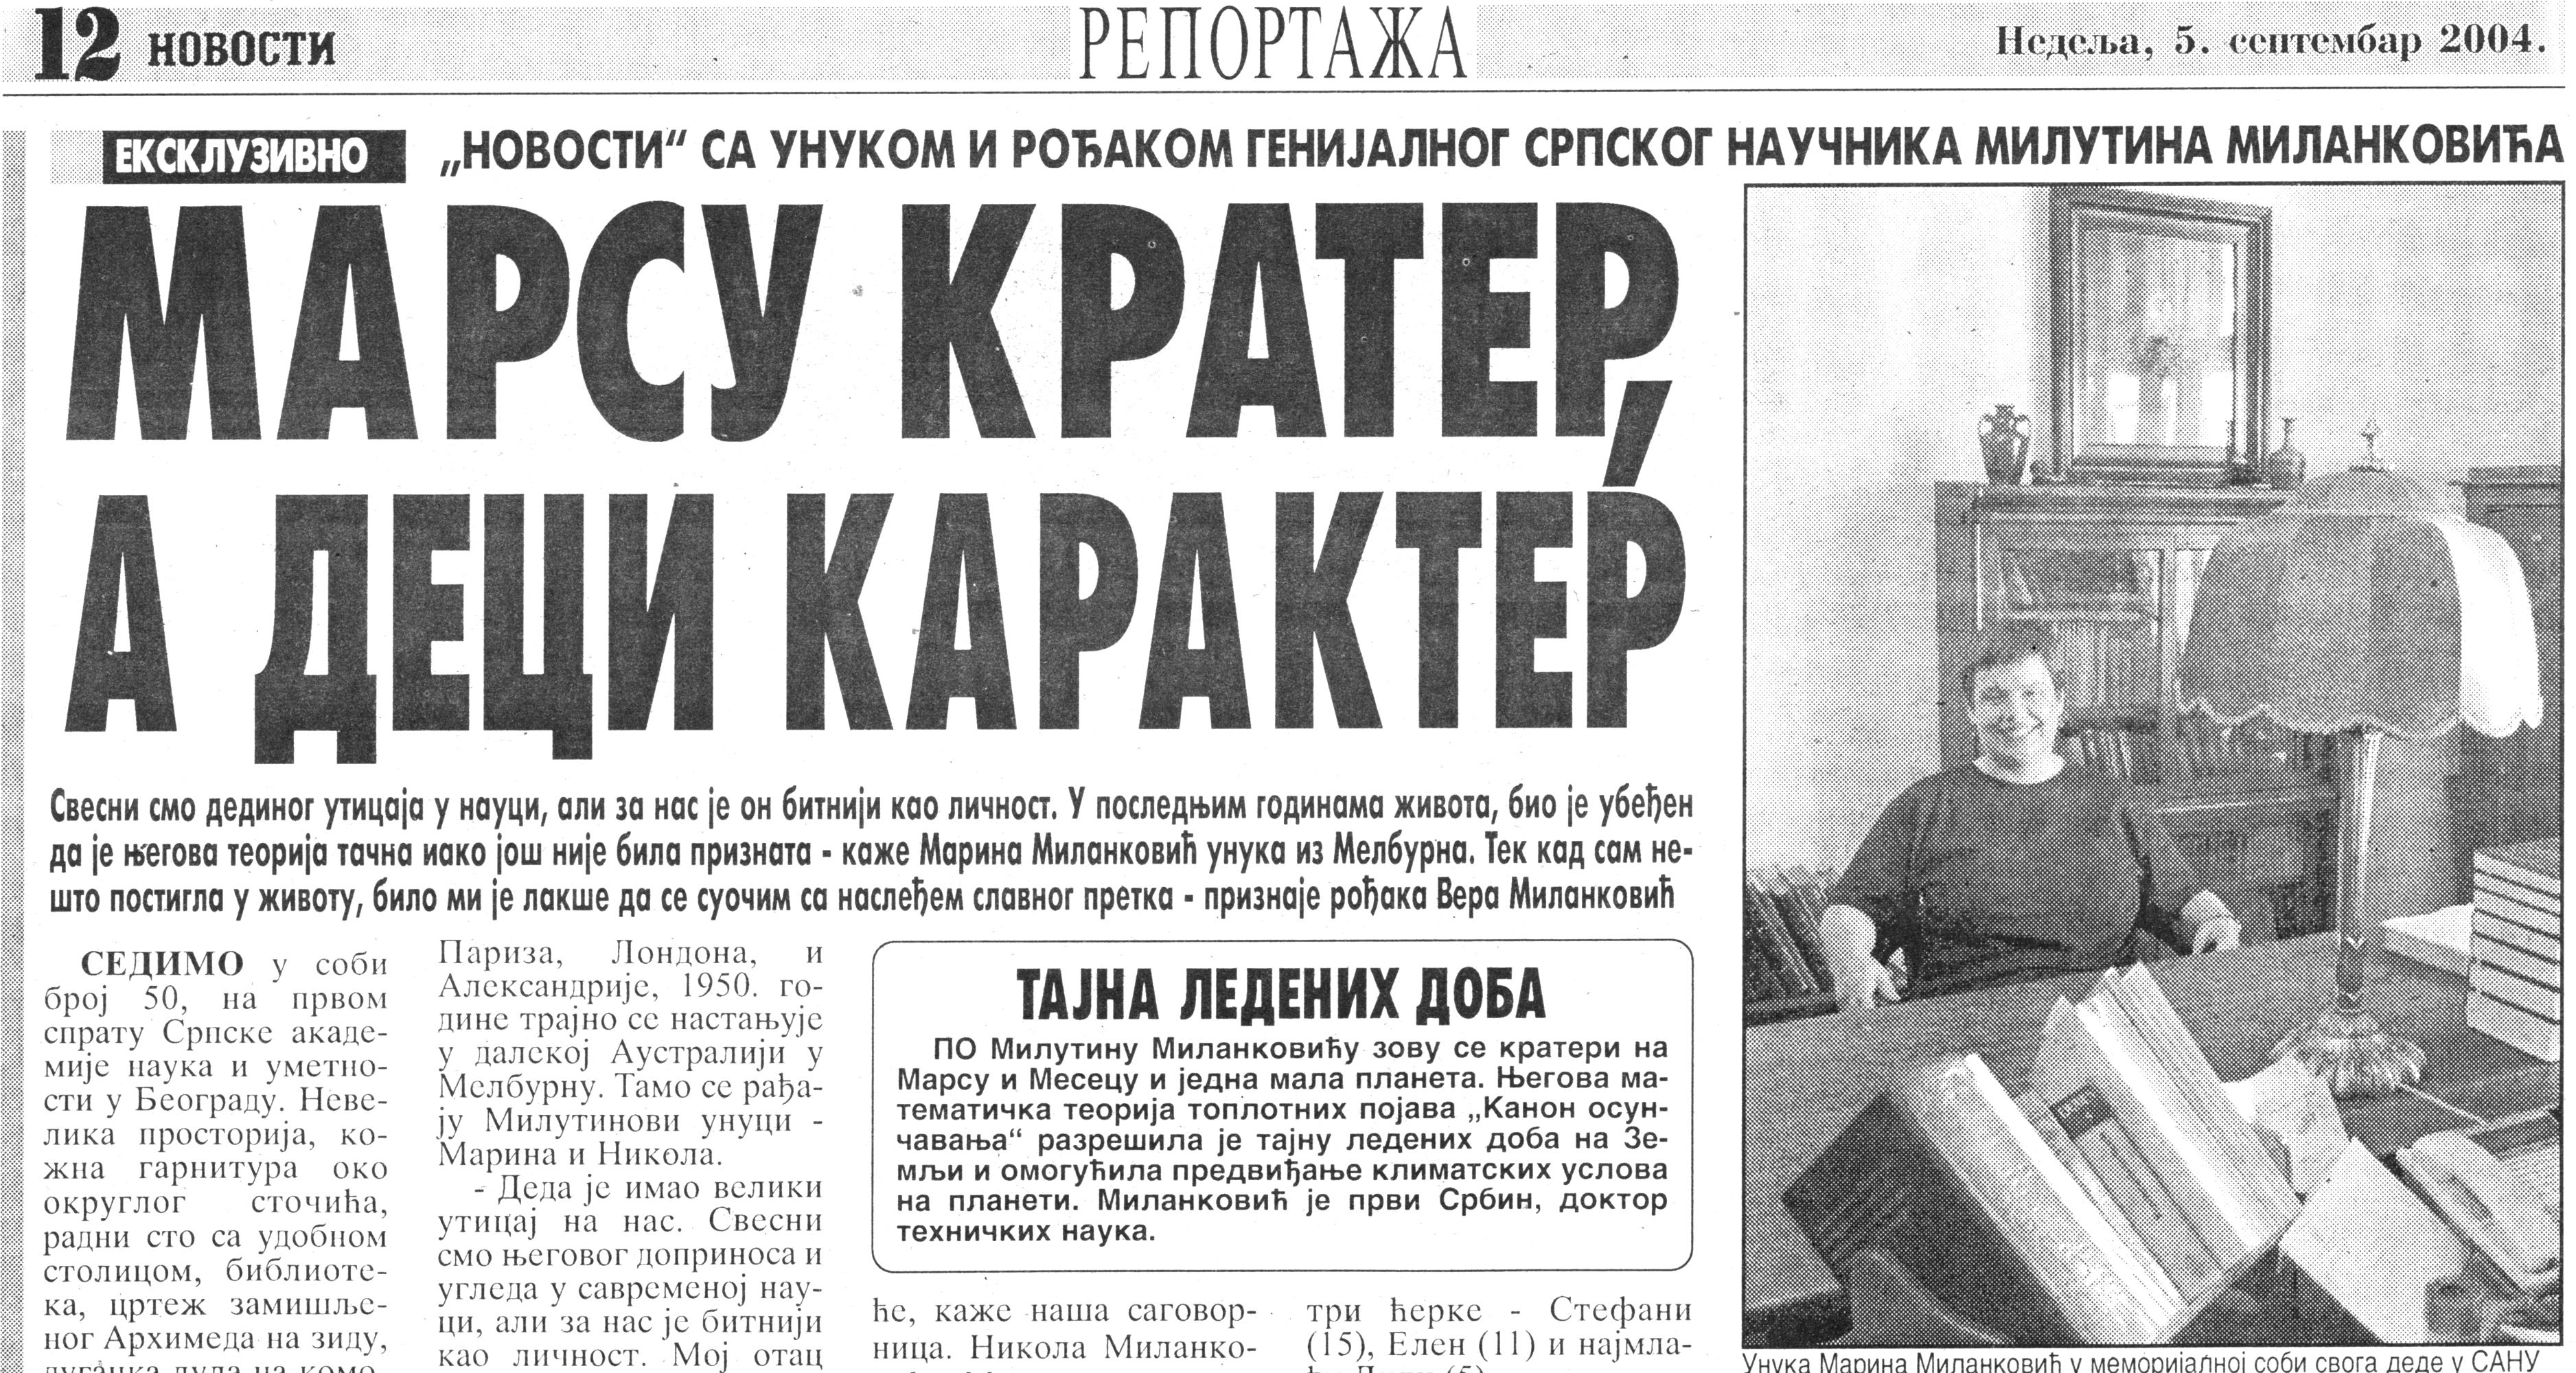 12 НОВОСТИ
РЕПОРТАЖА
Недеља, 5. септембар 2004.
ЕКСКЛУЗИВНО
„НОВОСТИ“ СА УНУКОМ И РОЂАКОМ ГЕНИЈАЛНОГ СРПСКОГ НАУЧНИКА МИЛУТИНА МИЛАНКОВИЋА
МАРСУ КРАТЕР,
А ДЕЦИ КАРАКТЕР
Свесни смо дединог утицаја у науци, али за нас је он битнији као личност. У последњим годинама живота, био је убеђен
да је његова теорија тачна иако још није била призната - каже Марина Миланковић унука из Мелбурна. Тек кад сам не-
што постигла у животу, било ми је лакше да се суочим са наслеђем славног претка - признаје рођака Вера Миланковић
СЕДИМО у соби
број 50, на првом
спрату Српске акаде-
мије наука и уметно-
сти у Београду. Неве-
лика просторија, ко-
жна гарнитура око
округлог сточића,
радни сто са удобном
столицом, библиоте-
ка, цртеж замишље-
ног Архимеда на зиду,
Париза, Лондона, и
Александрије, 1950. го-
дине трајно се настањује
у далекој Аустралији у
Мелбурну. Тамо се рађа-
ју Милутинови унуци -
Марина и Никола.
- Деда је имао велики
утицај на нас. Свесни
смо његовог доприноса и
угледа у савременој нау-
ци, али за нас је битнији
као личност. Мој отац
ТАЈНА ЛЕДЕНИХ ДОБА
ПО Милутину Миланковићу зову се кратери на
Марсу и Месецу и једна мала планета. Његова ма-
тематичка теорија топлотних појава „Канон осун-
чавања“ разрешила је тајну ледених доба на Зе-
мљи и омогућила предвиђање климатских услова
на планети. Миланковић је први Србин, доктор
техничких наука.
ће, каже наша саговор-
ница. Никола Миланко-
три ћерке - Стефани
(15), Елен (11) и најмла-
Унука Марина Миланковић у меморијалној соби свога деде у САНУ